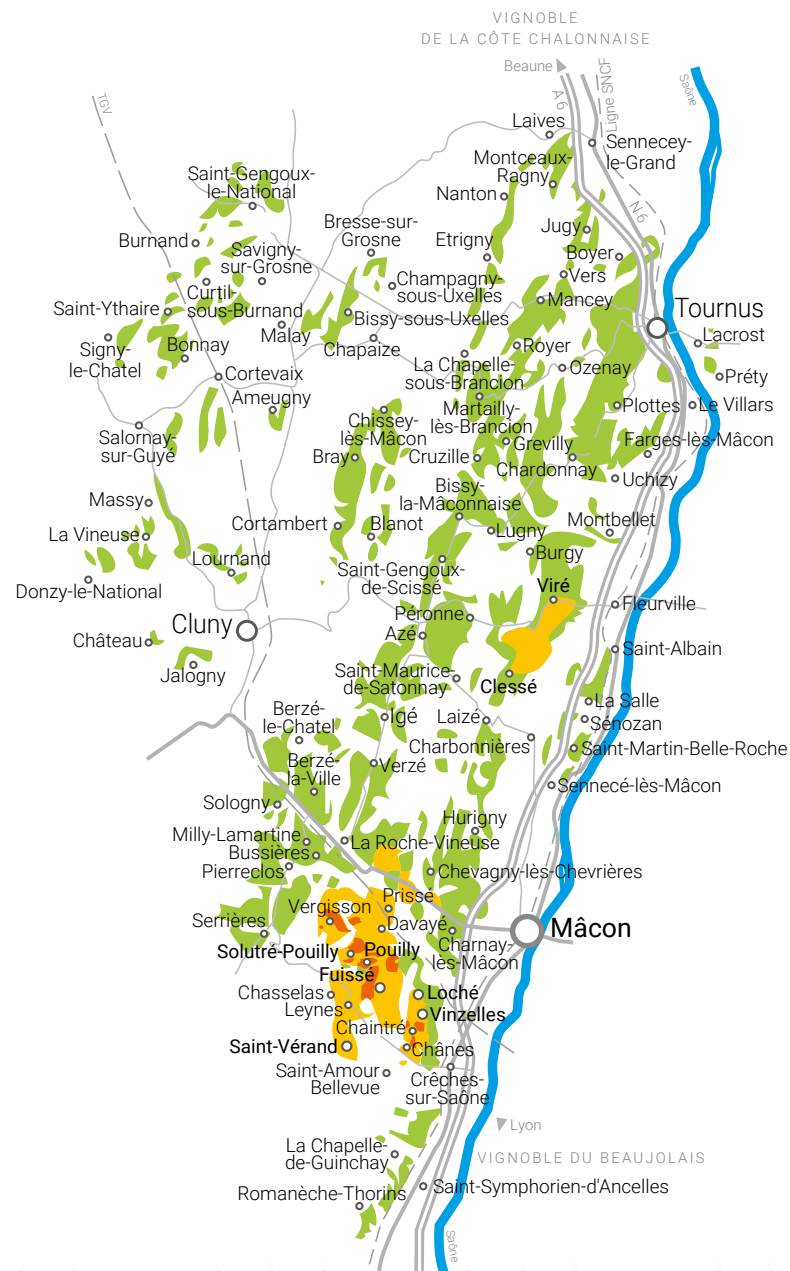 VIGNOBLE
DE LA CÔTE CHALONNAISE
Beaune
Saône
TGV
A 6
Ligne SNCF
Laives
Sennecey-
le-Grand
Montceaux-
Ragny
Saint-Gengoux-
le-National
Nanton
N 6
Bresse-sur-
Grosne
Jugy
Burnand
Etrigny
Savigny-
sur-Grosne
Boyer
Champagny-
sous-Uxelles
Vers
Curtil-
sous-Burnand
Mancey
Saint-Ythaire
Tournus
Bissy-sous-Uxelles
Malay
Lacrost
Signy-
le-Chatel
Bonnay
Chapaize
Royer
La Chapelle-
sous-Brancion
Ozenay
Cortevaix
Préty
Ameugny
Martailly-
lès-Brancion
Plottes
Le Villars
Chissey-
lès-Mâcon
Salornay-
sur-Guye
Grevilly
Farges-lès-Mâcon
Bray
Cruzille
Chardonnay
Uchizy
Bissy-
la-Mâconnaise
Massy
Cortambert
Blanot
Lugny
Montbellet
La Vineuse
Burgy
Lournand
Saint-Gengoux-
de-Scissé
Donzy-le-National
Viré
Fleurville
Péronne
Cluny
Azé
Château
Saint-Albain
Jalogny
Saint-Maurice-
de-Satonnay
Clessé
La Salle
Berzé-
le-Chatel
Igé
Laizé
Sénozan
Charbonnières
Saint-Martin-Belle-Roche
Berzé-
la-Ville
Verzé
Sennecé-lès-Mâcon
Sologny
Hurigny
Milly-Lamartine
La Roche-Vineuse
Bussières
Pierreclos
Chevagny-lès-Chevrières
Prissé
Vergisson
Serrières
Davayé
Mâcon
Charnay-
lès-Mâcon
Solutré-Pouilly
Pouilly
Fuissé
Chasselas
Loché
Leynes
Vinzelles
Chaintré
Saint-Vérand
Chânes
Saint-Amour
Bellevue
Crêches-
sur-Saône
Lyon
La Chapelle-
de-Guinchay
VIGNOBLE DU BEAUJOLAIS
Romanèche-Thorins
Saint-Symphorien-d'Ancelles
Saône